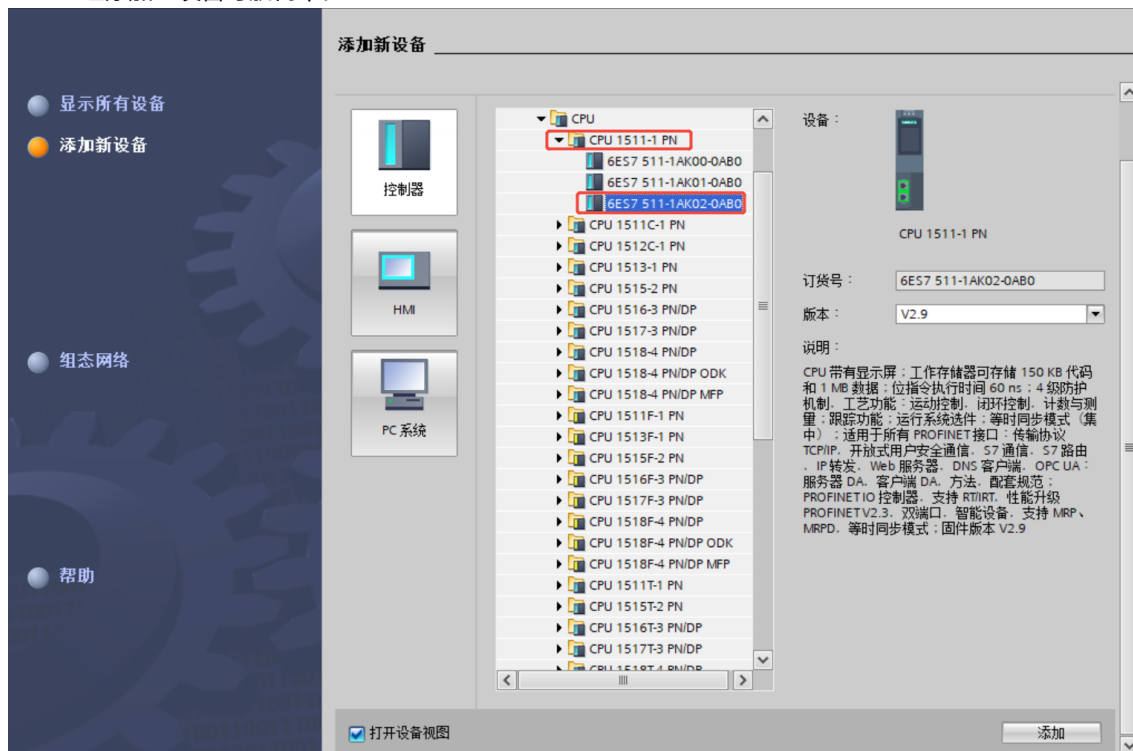 添加新设备
显示所有设备
添加新设备
组态网络
帮助
控制器
HMI
PC 系统
CPU
CPU 1511-1 PN
6ES7 511-1AK00-0AB0
6ES7 511-1AK01-0AB0
6ES7 511-1AK02-0AB0
CPU 1511C-1 PN
CPU 1512C-1 PN
CPU 1513-1 PN
CPU 1515-2 PN
CPU 1516-3 PN/DP
CPU 1517-3 PN/DP
CPU 1518-4 PN/DP
CPU 1518-4 PN/DP ODK
CPU 1518-4 PN/DP MFP
CPU 1511F-1 PN
CPU 1513F-1 PN
CPU 1515F-2 PN
CPU 1516F-3 PN/DP
CPU 1517F-3 PN/DP
CPU 1518F-4 PN/DP
CPU 1518F-4 PN/DP ODK
CPU 1518F-4 PN/DP MFP
CPU 1511T-1 PN
CPU 1515T-2 PN
CPU 1516T-3 PN/DP
CPU 1517T-3 PN/DP
CPU 1518T-4 PN/DP
设备：
CPU 1511-1 PN
订货号：
6ES7 511-1AK02-0AB0
版本：
V2.9
说明：
CPU 带有显示屏；工作存储器可存储 150 KB 代码
和 1 MB 数据；位指令执行时间 60 ns；4 级防护
机制，工艺功能：运动控制，闭环控制，计数与测
量；跟踪功能；运行系统选件；等时同步模式（集
中）；适用于所有 PROFINET 接口：传输协议
TCP/IP，开放式用户安全通信，S7 通信，S7 路由
，IP 转发，Web 服务器，DNS 客户端，OPC UA：
服务器 DA，客户端 DA，方法，配套规范；
PROFINET IO 控制器，支持 RT/IRT，性能升级
PROFINET V2.3，双端口，智能设备，支持 MRP、
MRPD，等时同步模式；固件版本 V2.9
打开设备视图
添加